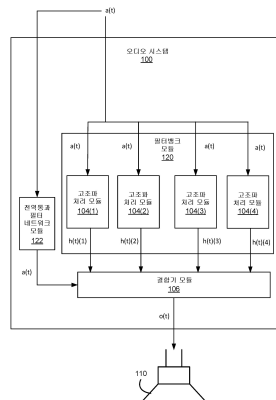 a(t)
오디오 시스템
100
a(t)
a(t)
a(t)
a(t)
필터뱅크
모듈
120
고조파
처리 모듈
104(1)
고조파
처리 모듈
104(2)
고조파
처리 모듈
104(3)
고조파
처리 모듈
104(4)
전역통과
필터
네트워크
모듈
122
h(t)(1)
h(t)(2)
h(t)(3)
h(t)(4)
a(t)
결합기 모듈
106
o(t)
110